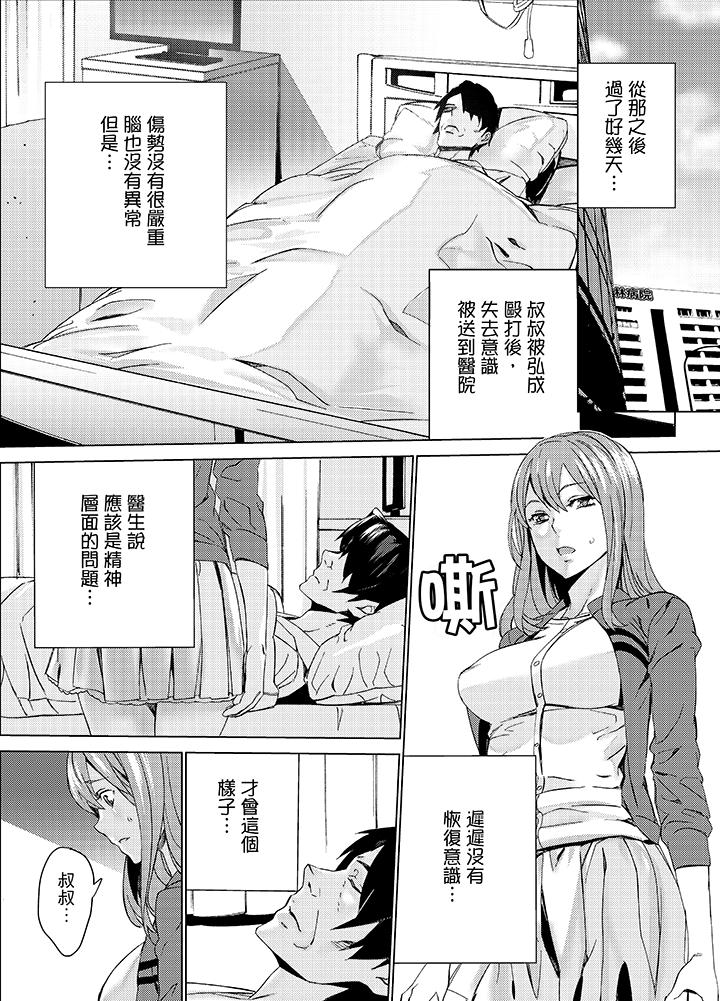 從那之後
過了好幾天…
林病院
叔叔被弘成
毆打後，
失去意識
被送到醫院
傷勢沒有很嚴重
腦也沒有異常
但是…
嘶
遲遲沒有
恢復意識…
醫生說
應該是精神
層面的問題…
才會這個
樣子…
叔叔…